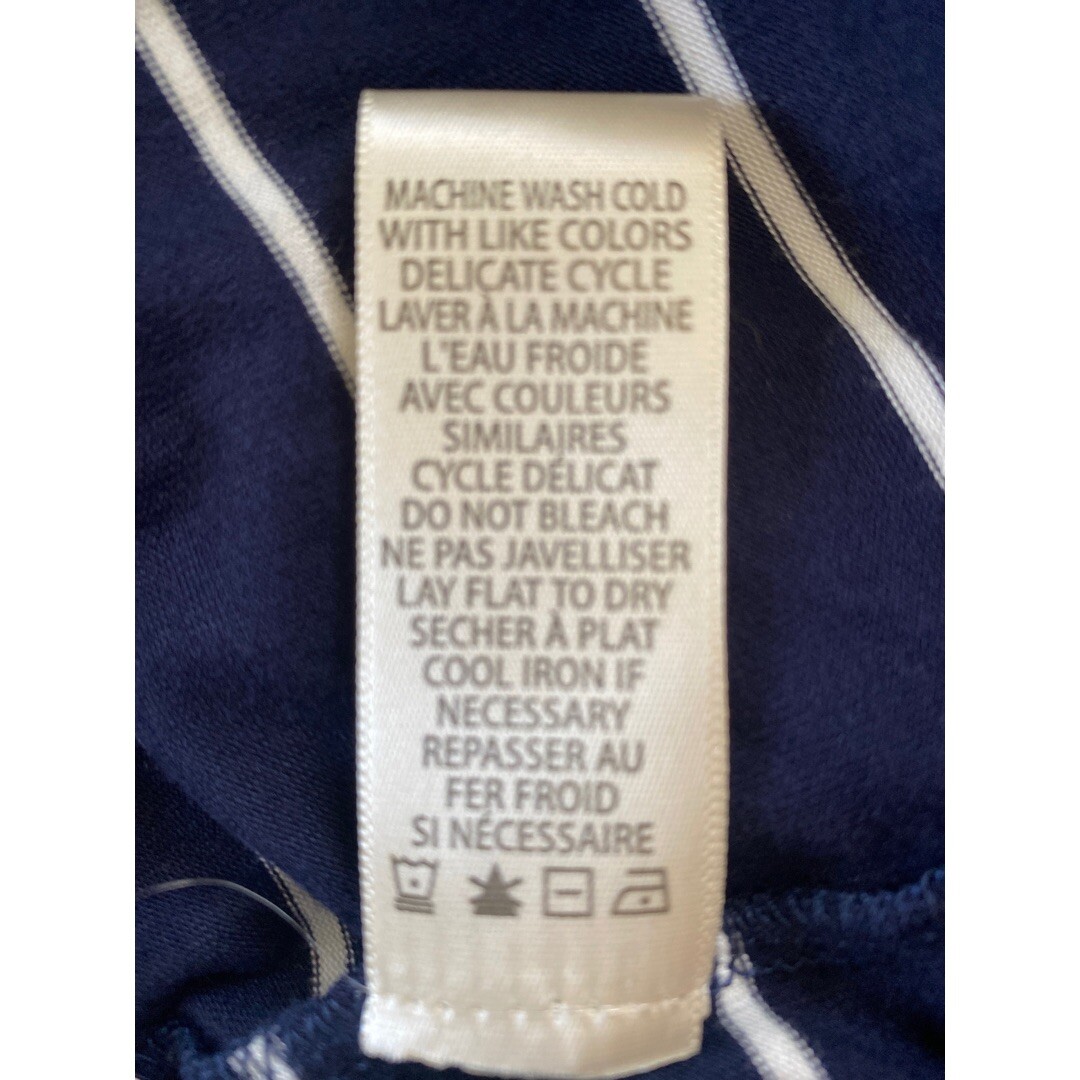 MACHINE WASH COLD
WITH LIKE COLORS
DELICATE CYCLE
LAVER À LA MACHINE
L'EAU FROIDE
AVEC COULEURS
SIMILAIRES
CYCLE DÉLICAT
DO NOT BLEACH
NE PAS JAVELLISER
LAY FLAT TO DRY
SECHER À PLAT
COOL IRON IF
NECESSARY
REPASSER AU
FER FROID
SI NÉCESSAIRE